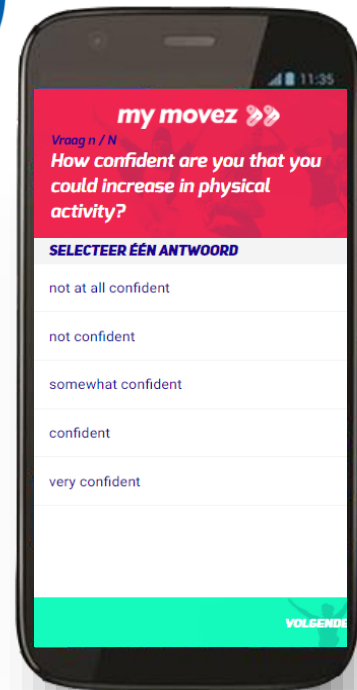 11:35
my movez
Vraag n / N
How confident are you that you
could increase in physical
activity?
SELECTEER ÉÉN ANTWOORD
not at all confident
not confident
somewhat confident
confident
very confident
VOLGENDE